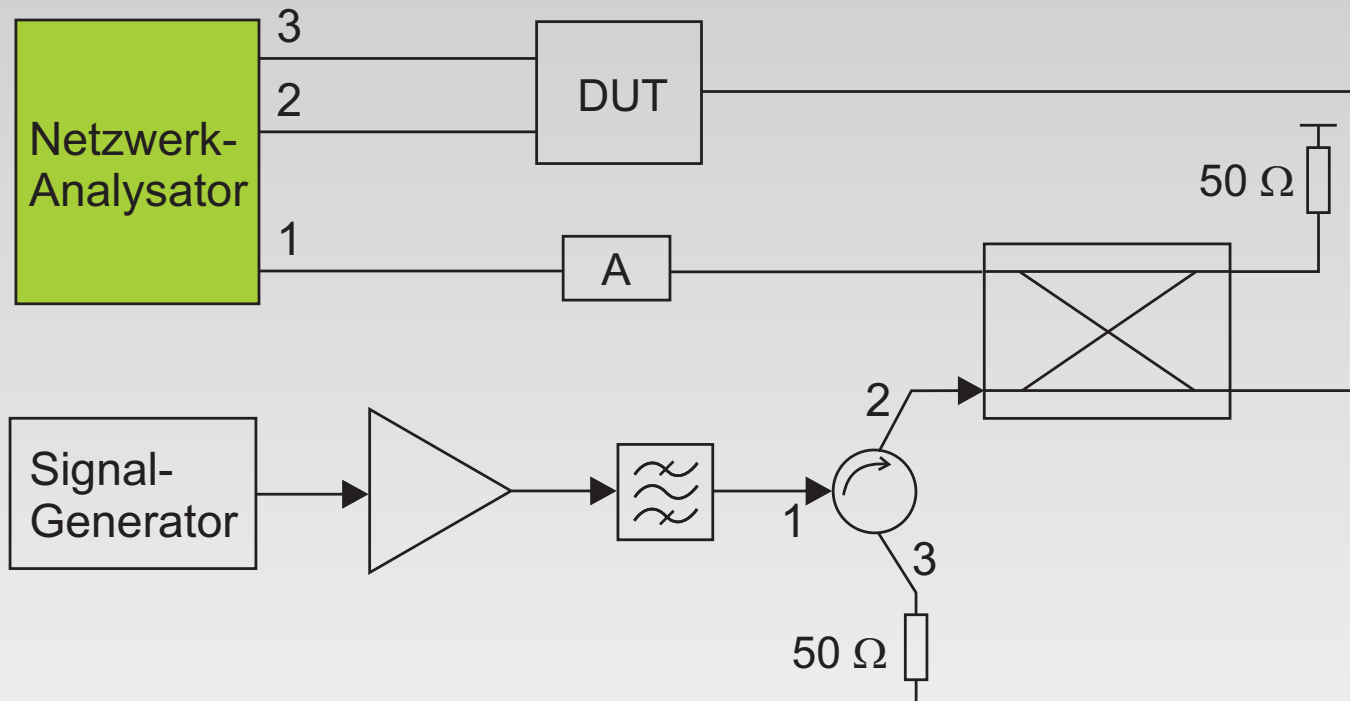 3
DUT
2
Netzwerk-
Analysator
50 Ω
1
A
2
Signal-
Generator
1
3
50 Ω